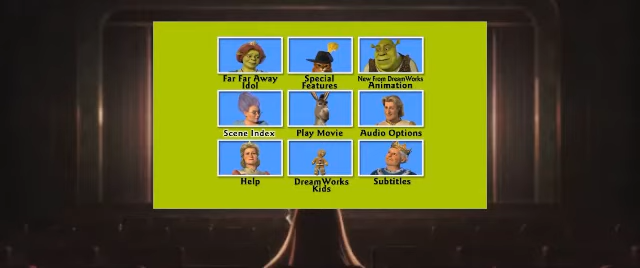 Far Far Away
Idol
Special
Features
New From DreamWorks
Animation
Scene Index
Play Movie
Audio Options
Help
DreamWorks
Kids
Subtitles